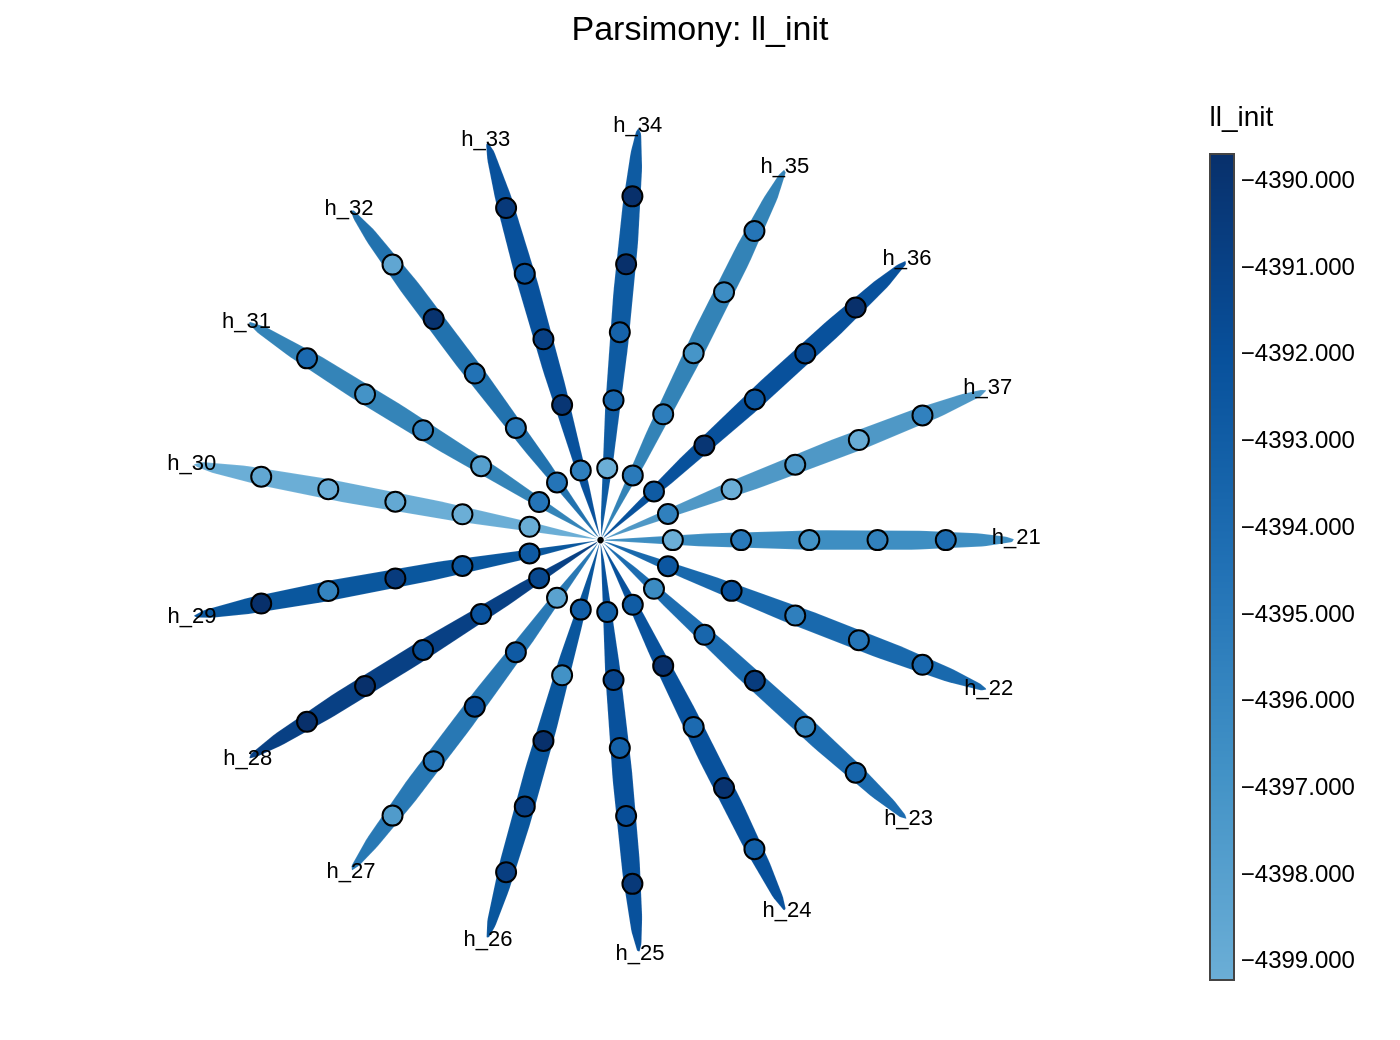 Parsimony: ll_init
h_34
h_33
h_35
h_32
h_36
h_31
h_37
h_30
h_21
h_29
h_22
h_28
h_23
h_27
h_24
h_26
h_25
ll_init
−4390.000
−4391.000
−4392.000
−4393.000
−4394.000
−4395.000
−4396.000
−4397.000
−4398.000
−4399.000